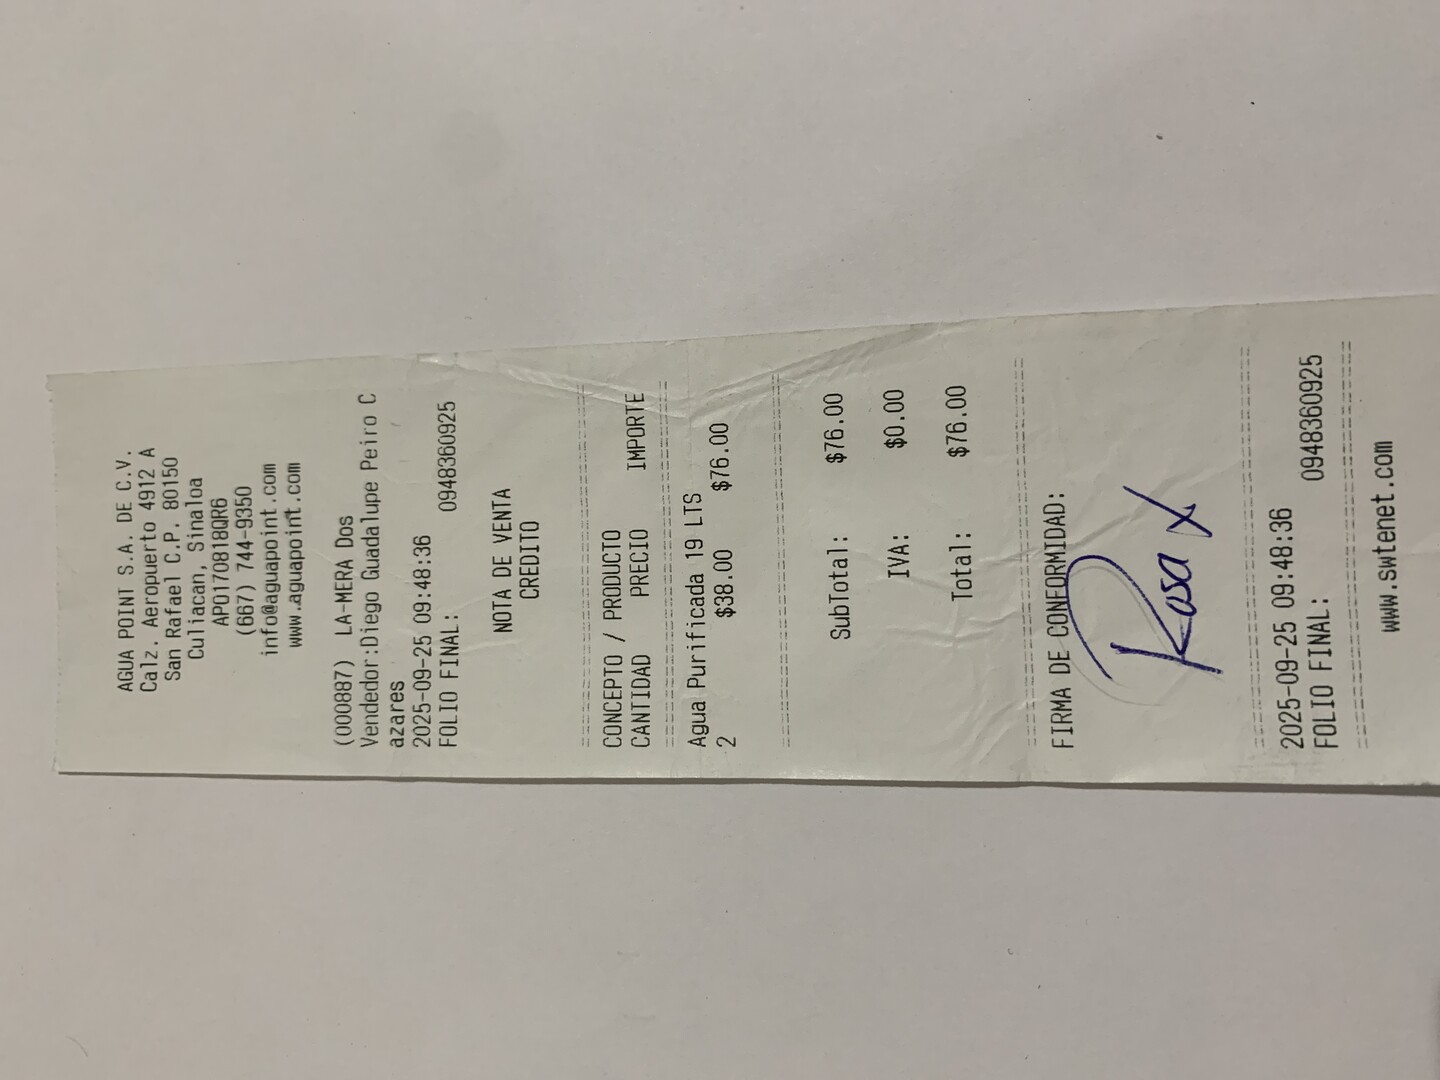 AGUA POINT S.A. DE C.V.
Calz. Aeropuerto 4912 A
San Rafael C.P. 80150
Culiacan, Sinaloa
APO170818QR6
(667) 744-9350
info@aguapoint.com
www.aguapoint.com
(000887) LA-MERA Dos
Vendedor:Diego Guadalupe Peiro C
azares
2025-09-25 09:48:36
FOLIO FINAL: 0948360925
NOTA DE VENTA
CREDITO
CONCEPTO / PRODUCTO
CANTIDAD PRECIO IMPORTE
Agua Purificada 19 LTS
2 $38.00 $76.00
SubTotal: $76.00
IVA: $0.00
Total: $76.00
FIRMA DE CONFORMIDAD:
Rosa X
2025-09-25 09:48:36
FOLIO FINAL: 0948360925
www.swtenet.com